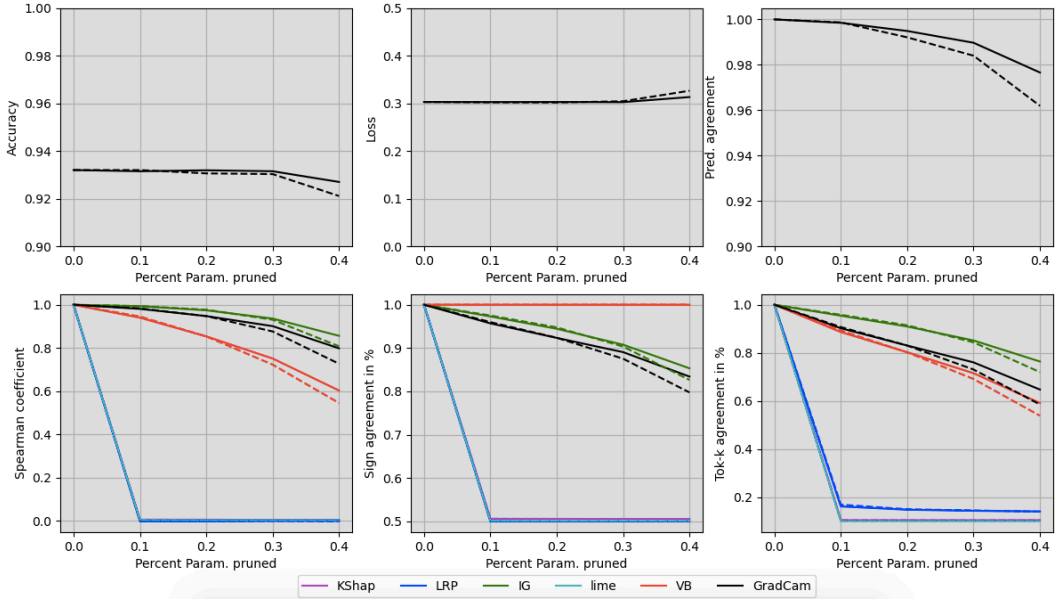 1.00
0.98
0.96
0.94
0.92
0.90
Accuracy
0.0 0.1 0.2 0.3 0.4
Percent Param. pruned
0.5
0.4
0.3
0.2
0.1
0.0
Loss
0.0 0.1 0.2 0.3 0.4
Percent Param. pruned
1.00
0.98
0.96
0.94
0.92
0.90
Pred. agreement
0.0 0.1 0.2 0.3 0.4
Percent Param. pruned
1.0
0.8
0.6
0.4
0.2
0.0
Spearman coefficient
0.0 0.1 0.2 0.3 0.4
Percent Param. pruned
1.0
0.9
0.8
0.7
0.6
0.5
Sign agreement in %
0.0 0.1 0.2 0.3 0.4
Percent Param. pruned
1.0
0.8
0.6
0.4
0.2
Tok-k agreement in %
0.0 0.1 0.2 0.3 0.4
Percent Param. pruned
KShap LRP IG lime VB GradCam